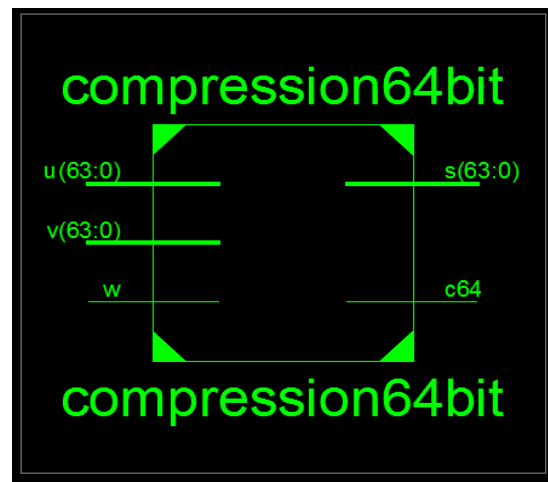 compression64bit
u(63:0)
s(63:0)
v(63:0)
w
c64
compression64bit